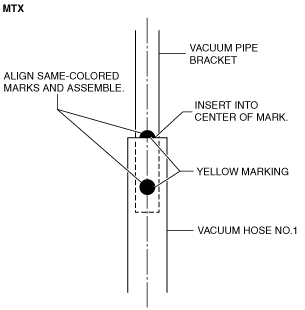 MTX
VACUUM PIPE
BRACKET
ALIGN SAME-COLORED
MARKS AND ASSEMBLE.
INSERT INTO
CENTER OF MARK.
YELLOW MARKING
VACUUM HOSE NO.1